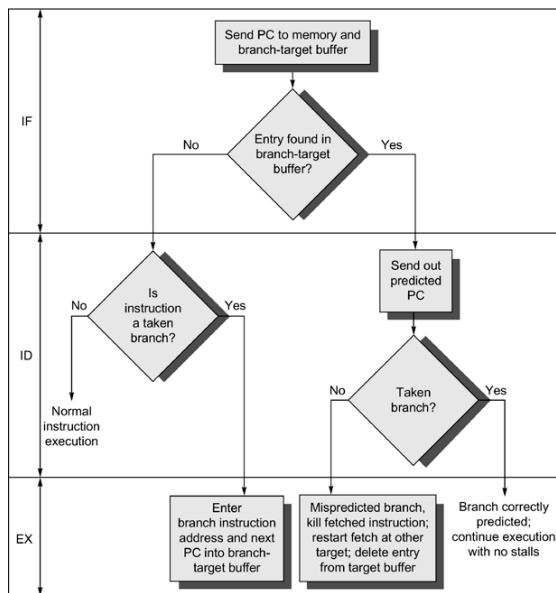 Send PC to memory and
branch-target buffer
IF
No
Entry found in
branch-target
buffer?
Yes
Send out
predicted
PC
No
Is
instruction
a taken
branch?
Yes
ID
No
Taken
branch?
Yes
Normal
instruction
execution
EX
Enter
branch instruction
address and next
PC into branch-
target buffer
Mispredicted branch,
kill fetched instruction;
restart fetch at other
target; delete entry
from target buffer
Branch correctly
predicted;
continue execution
with no stalls